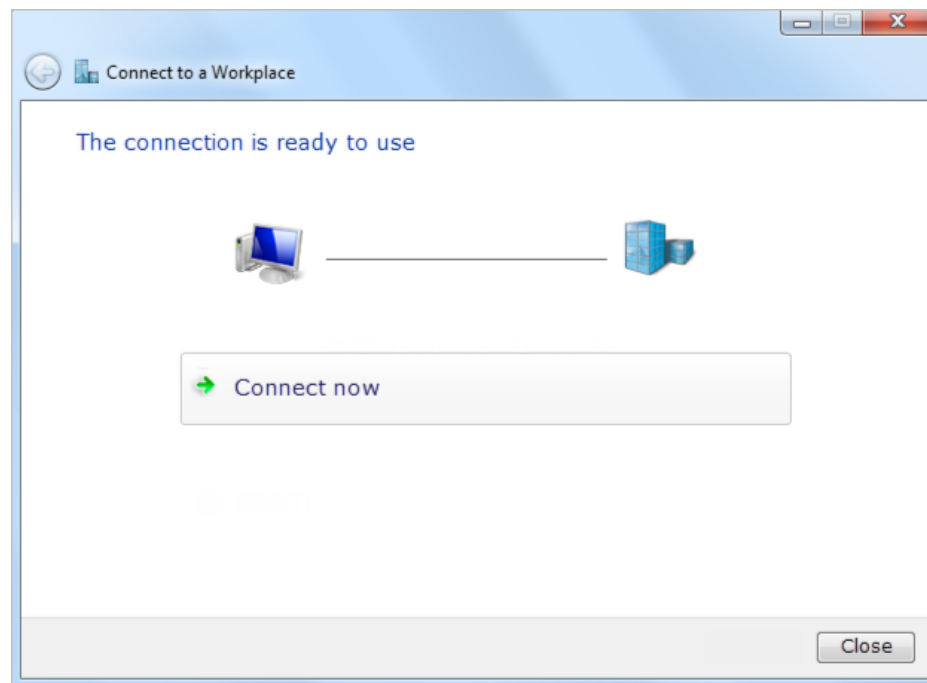 Connect to a Workplace
The connection is ready to use
Connect now
Close